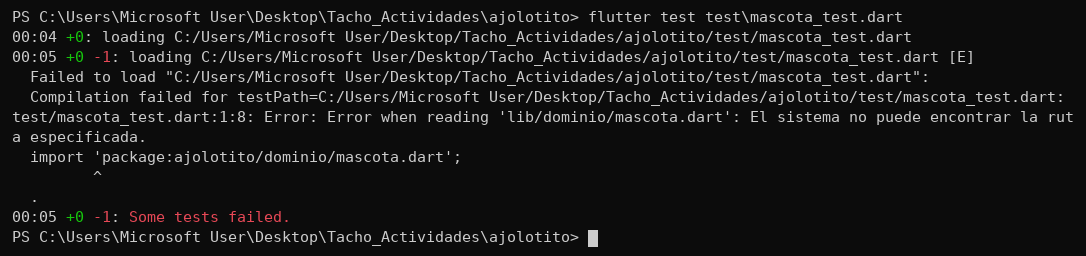 PS C:\Users\Microsoft User\Desktop\Tacho_Actividades\ajolotito> flutter test test\mascota_test.dart
00:04 +0: loading C:/Users/Microsoft User/Desktop/Tacho_Actividades/ajolotito/test/mascota_test.dart
00:05 +0 -1: loading C:/Users/Microsoft User/Desktop/Tacho_Actividades/ajolotito/test/mascota_test.dart [E]
  Failed to load "C:/Users/Microsoft User/Desktop/Tacho_Actividades/ajolotito/test/mascota_test.dart":
  Compilation failed for testPath=C:/Users/Microsoft User/Desktop/Tacho_Actividades/ajolotito/test/mascota_test.dart:
test/mascota_test.dart:1:8: Error: Error when reading 'lib/dominio/mascota.dart': El sistema no puede encontrar la rut
a especificada.
  import 'package:ajolotito/dominio/mascota.dart';
         ^
  .
00:05 +0 -1: Some tests failed.
PS C:\Users\Microsoft User\Desktop\Tacho_Actividades\ajolotito>